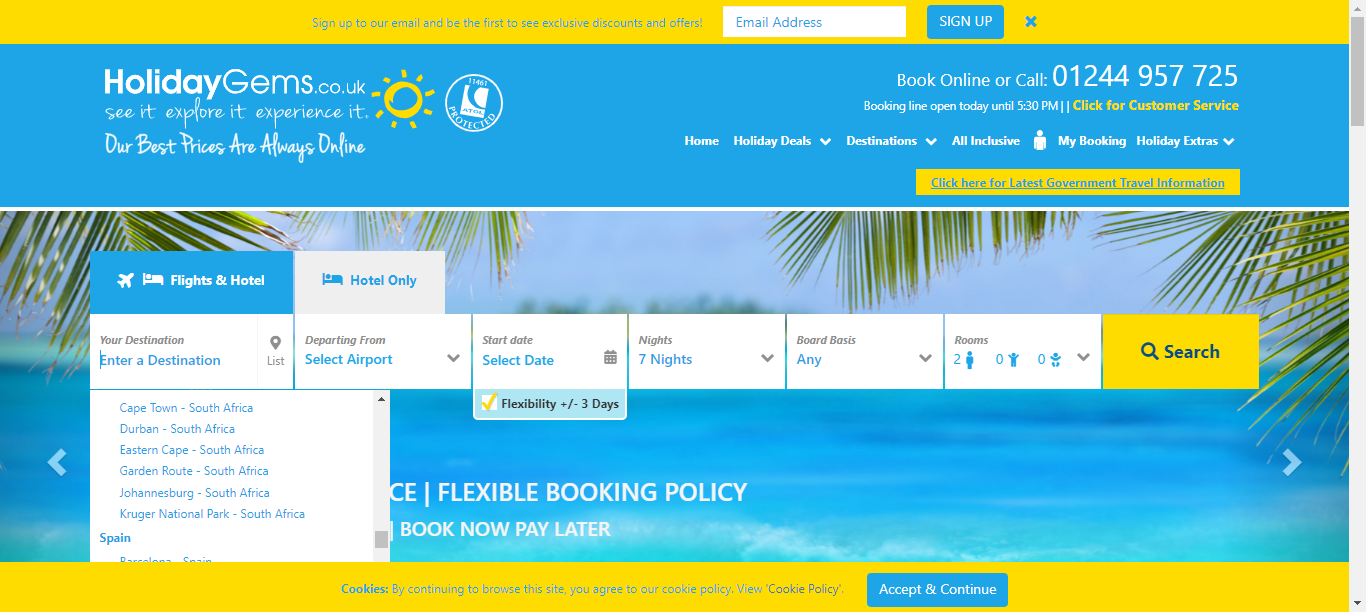 Sign up to our email and be the first to see exclusive discounts and offers!
Email Address
SIGN UP
HolidayGems.co.uk
see it explore it experience it.
Our Best Prices Are Always Online
11461
ATOL
PROTECTED
Book Online or Call: 01244 957 725
Booking line open today until 5:30 PM || Click for Customer Service
Home Holiday Deals Destinations All Inclusive My Booking Holiday Extras
Click here for Latest Government Travel Information
Flights & Hotel
Hotel Only
Your Destination
Enter a Destination
List
Departing From
Select Airport
Start date
Select Date
Flexibility +/- 3 Days
Nights
7 Nights
Board Basis
Any
Rooms
2 0 0
Search
Cape Town - South Africa
Durban - South Africa
Eastern Cape - South Africa
Garden Route - South Africa
Johannesburg - South Africa
Kruger National Park - South Africa
Spain
Barcelona - Spain
CE | FLEXIBLE BOOKING POLICY
| BOOK NOW PAY LATER
Cookies: By continuing to browse this site, you agree to our cookie policy. View 'Cookie Policy'.
Accept & Continue